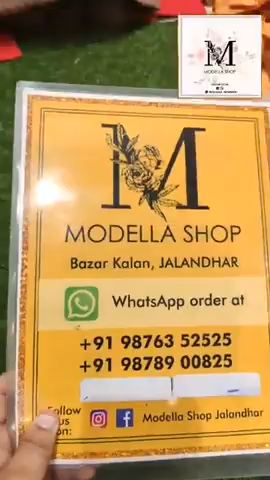 M
MODELLA SHOP
M
MODELLA SHOP
Bazar Kalan, JALANDHAR
WhatsApp order at
+91 98763 52525
+91 98789 00825
Follow us on:
Modella Shop Jalandhar